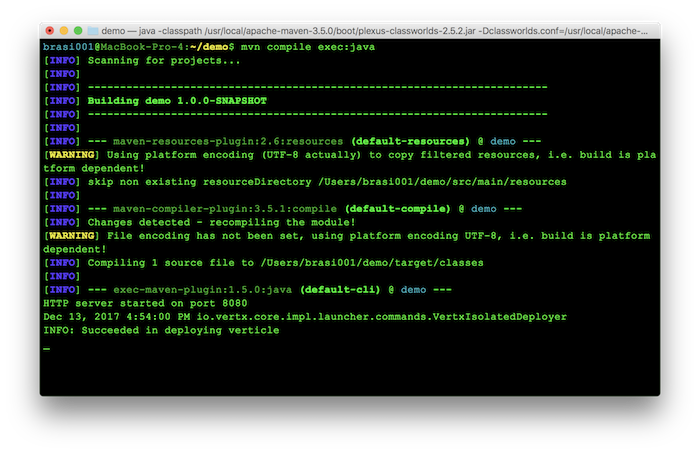 demo — java -classpath /usr/local/apache-maven-3.5.0/boot/plexus-classworlds-2.5.2.jar -Dclassworlds.conf=/usr/local/apache-...
brasi001@MacBook-Pro-4:~/demo$ mvn compile exec:java
[INFO] Scanning for projects...
[INFO]
[INFO] ------------------------------------------------------------------------
[INFO] Building demo 1.0.0-SNAPSHOT
[INFO] ------------------------------------------------------------------------
[INFO]
[INFO] --- maven-resources-plugin:2.6:resources (default-resources) @ demo ---
[WARNING] Using platform encoding (UTF-8 actually) to copy filtered resources, i.e. build is pla
tform dependent!
[INFO] skip non existing resourceDirectory /Users/brasi001/demo/src/main/resources
[INFO]
[INFO] --- maven-compiler-plugin:3.5.1:compile (default-compile) @ demo ---
[INFO] Changes detected - recompiling the module!
[WARNING] File encoding has not been set, using platform encoding UTF-8, i.e. build is platform
dependent!
[INFO] Compiling 1 source file to /Users/brasi001/demo/target/classes
[INFO]
[INFO] --- exec-maven-plugin:1.5.0:java (default-cli) @ demo ---
HTTP server started on port 8080
Dec 13, 2017 4:54:00 PM io.vertx.core.impl.launcher.commands.VertxIsolatedDeployer
INFO: Succeeded in deploying verticle